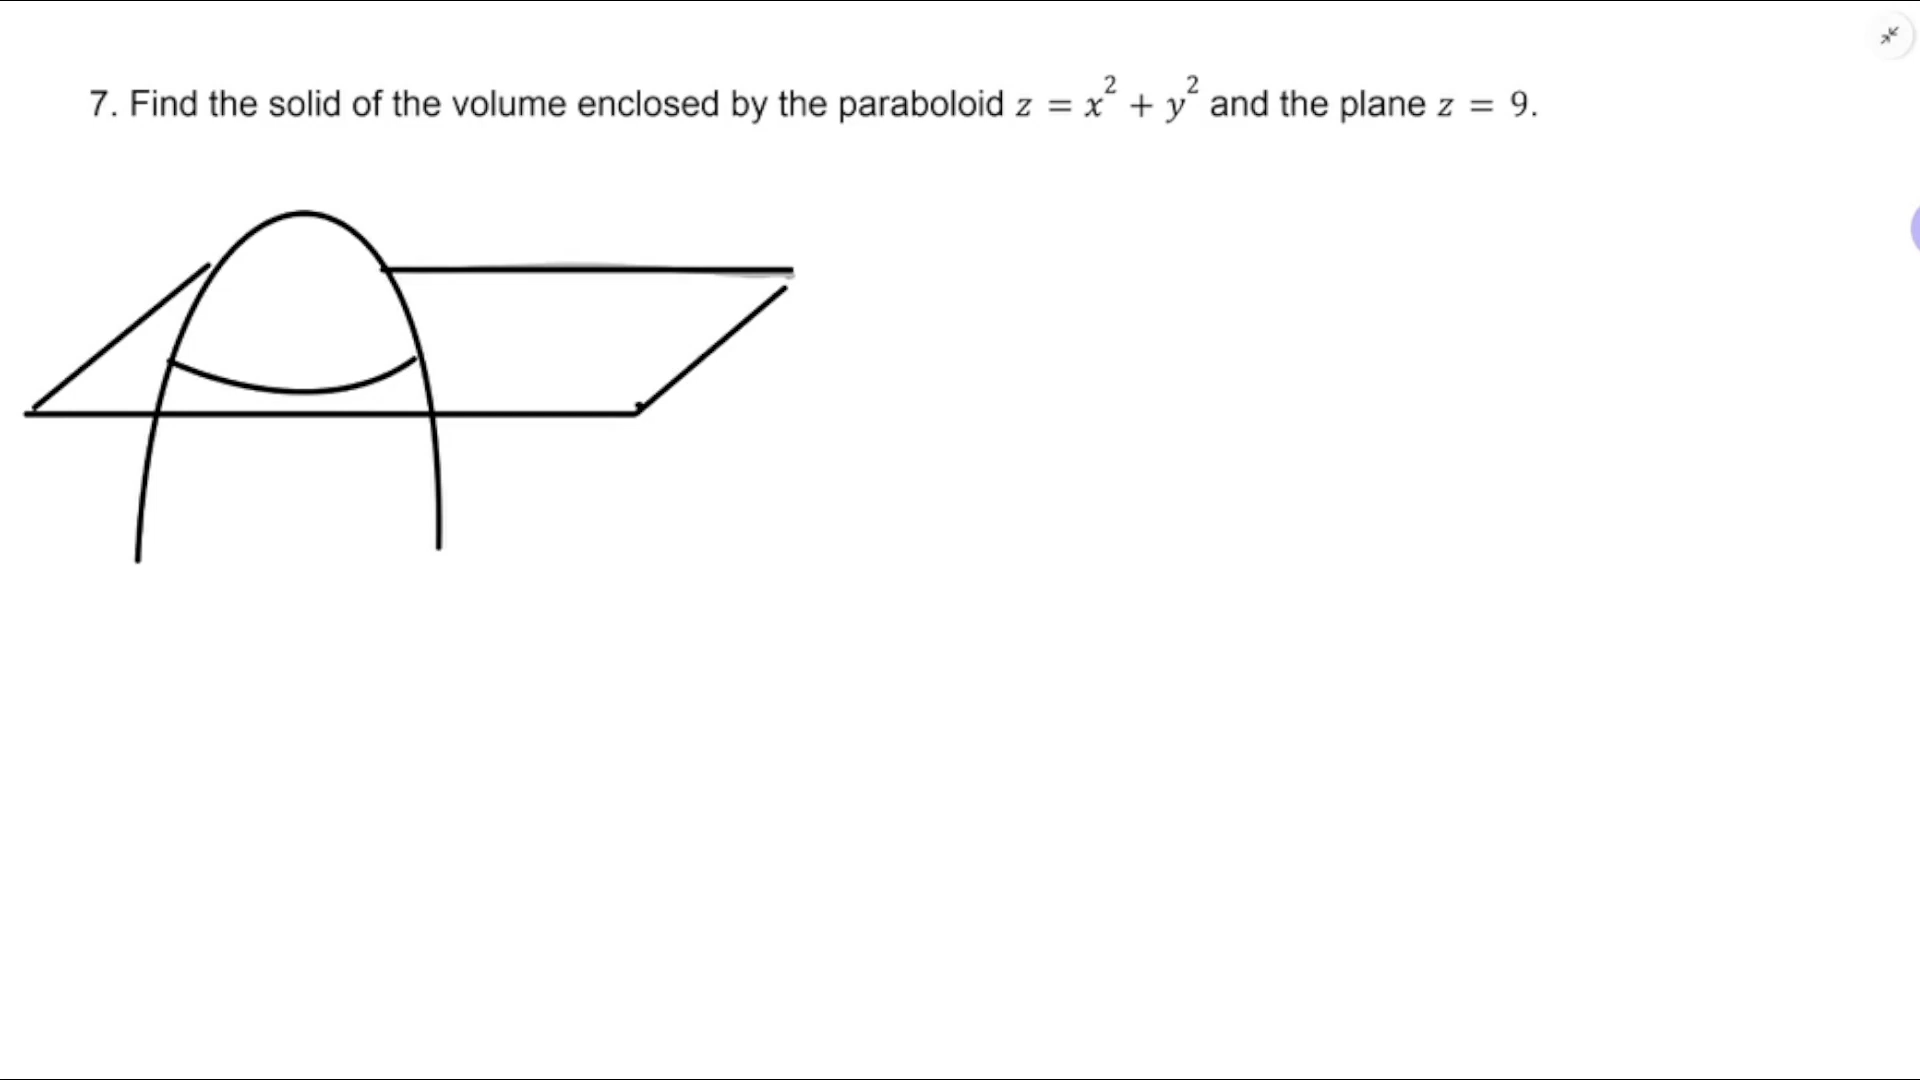 7. Find the solid of the volume enclosed by the paraboloid z = x² + y² and the plane z = 9.